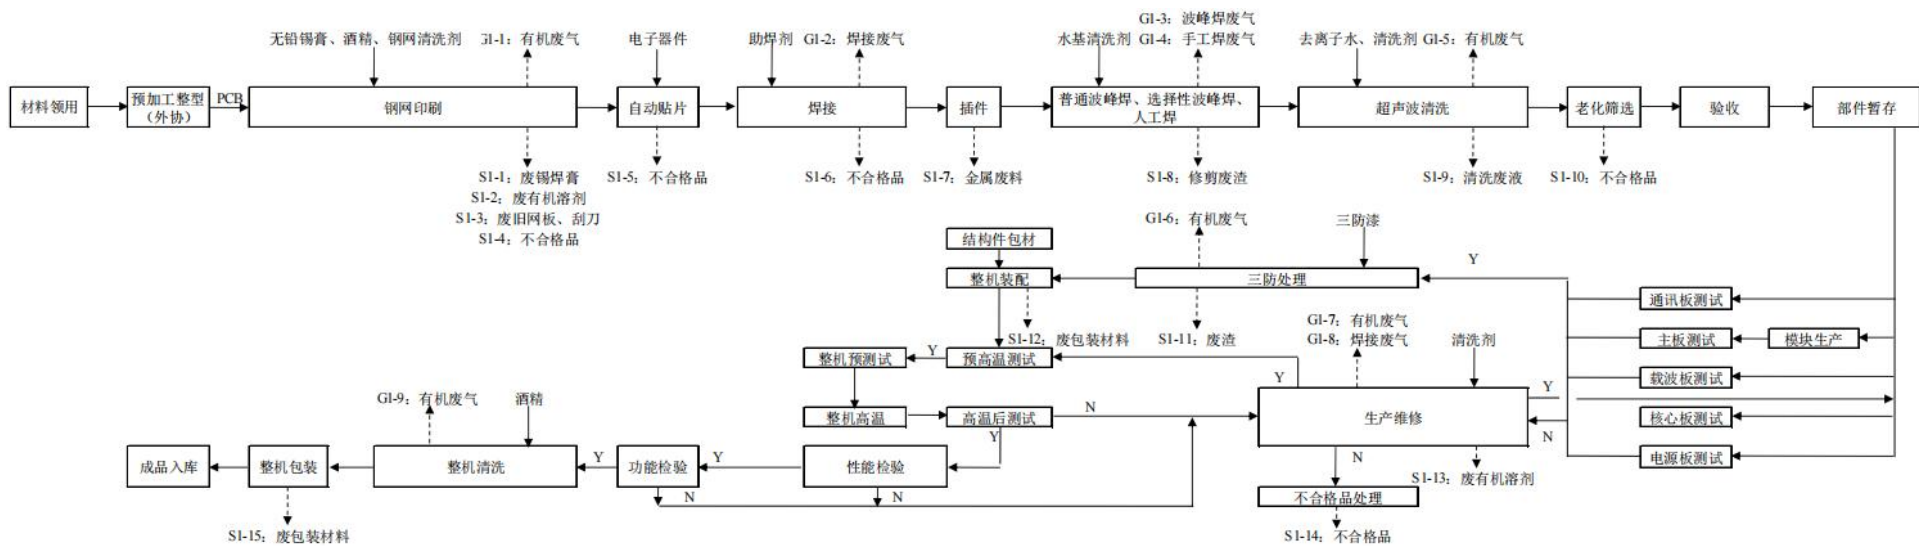 G1-3：波峰焊废气
无铅锡膏、酒精、钢网清洗剂 G1-1：有机废气 电子器件 助焊剂 G1-2：焊接废气 水基清洗剂 G1-4：手工焊废气 去离子水、清洗剂 G1-5：有机废气
材料领用 预加工整型（外协） PCB 钢网印刷 自动贴片 焊接 插件 普通波峰焊、选择性波峰焊、人工焊 超声波清洗 老化筛选 验收 部件暂存
S1-1：废锡焊膏 S1-5：不合格品 S1-6：不合格品 S1-7：金属废料 S1-8：修剪废渣 S1-9：清洗废液 S1-10：不合格品
S1-2：废有机溶剂
S1-3：废旧网板、刮刀
S1-4：不合格品
G1-6：有机废气 三防漆
结构件包材
Y
整机装配 三防处理
通讯板测试
G1-7：有机废气
S1-12：废包装材料 S1-11：废渣 G1-8：焊接废气 清洗剂 主板测试 模块生产
整机预测试 Y 预高温测试
Y 载波板测试
G1-9：有机废气 酒精 Y
整机高温 高温后测试 N 生产维修 核心板测试
Y N
成品入库 整机包装 整机清洗 Y 功能检验 Y 性能检验 N 电源板测试
S1-13：废有机溶剂
N N 不合格品处理
S1-15：废包装材料 S1-14：不合格品